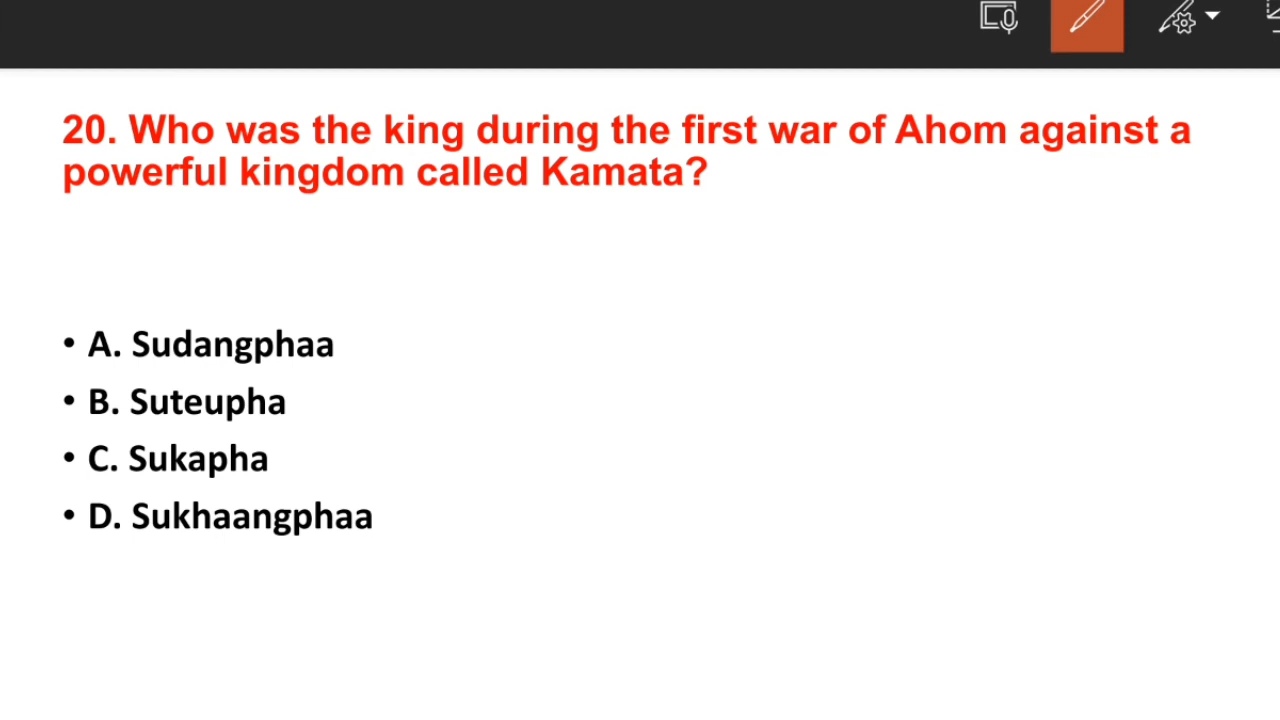 20. Who was the king during the first war of Ahom against a
powerful kingdom called Kamata?
• A. Sudangphaa
• B. Suteupha
• C. Sukapha
• D. Sukhaangphaa